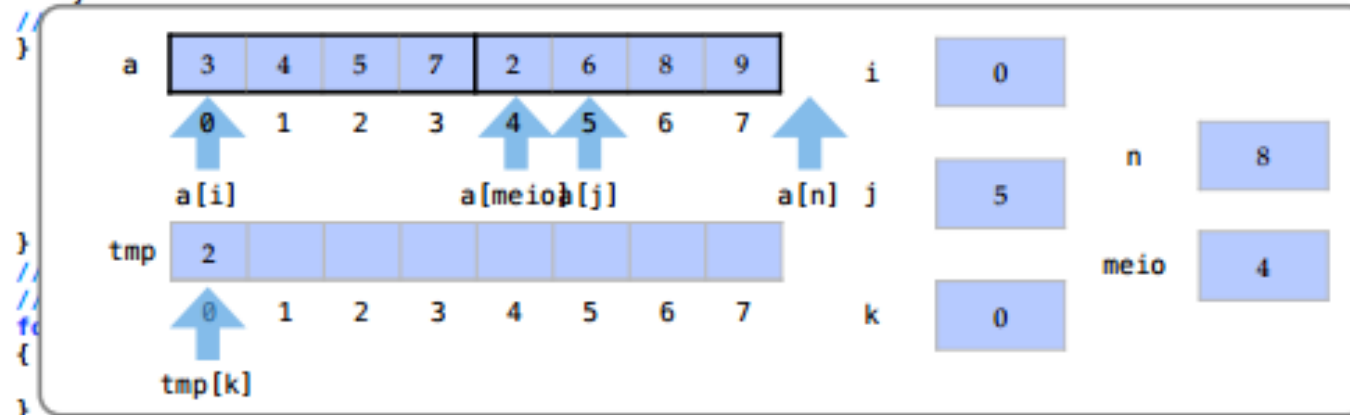 //
}
a 3 4 5 7 2 6 8 9 i 0
0 1 2 3 4 5 6 7
n 8
a[i] a[meio] a[j] a[n] j 5
}
tmp 2
meio 4
//
//
0 1 2 3 4 5 6 7 k 0
fo
{
tmp[k]
}